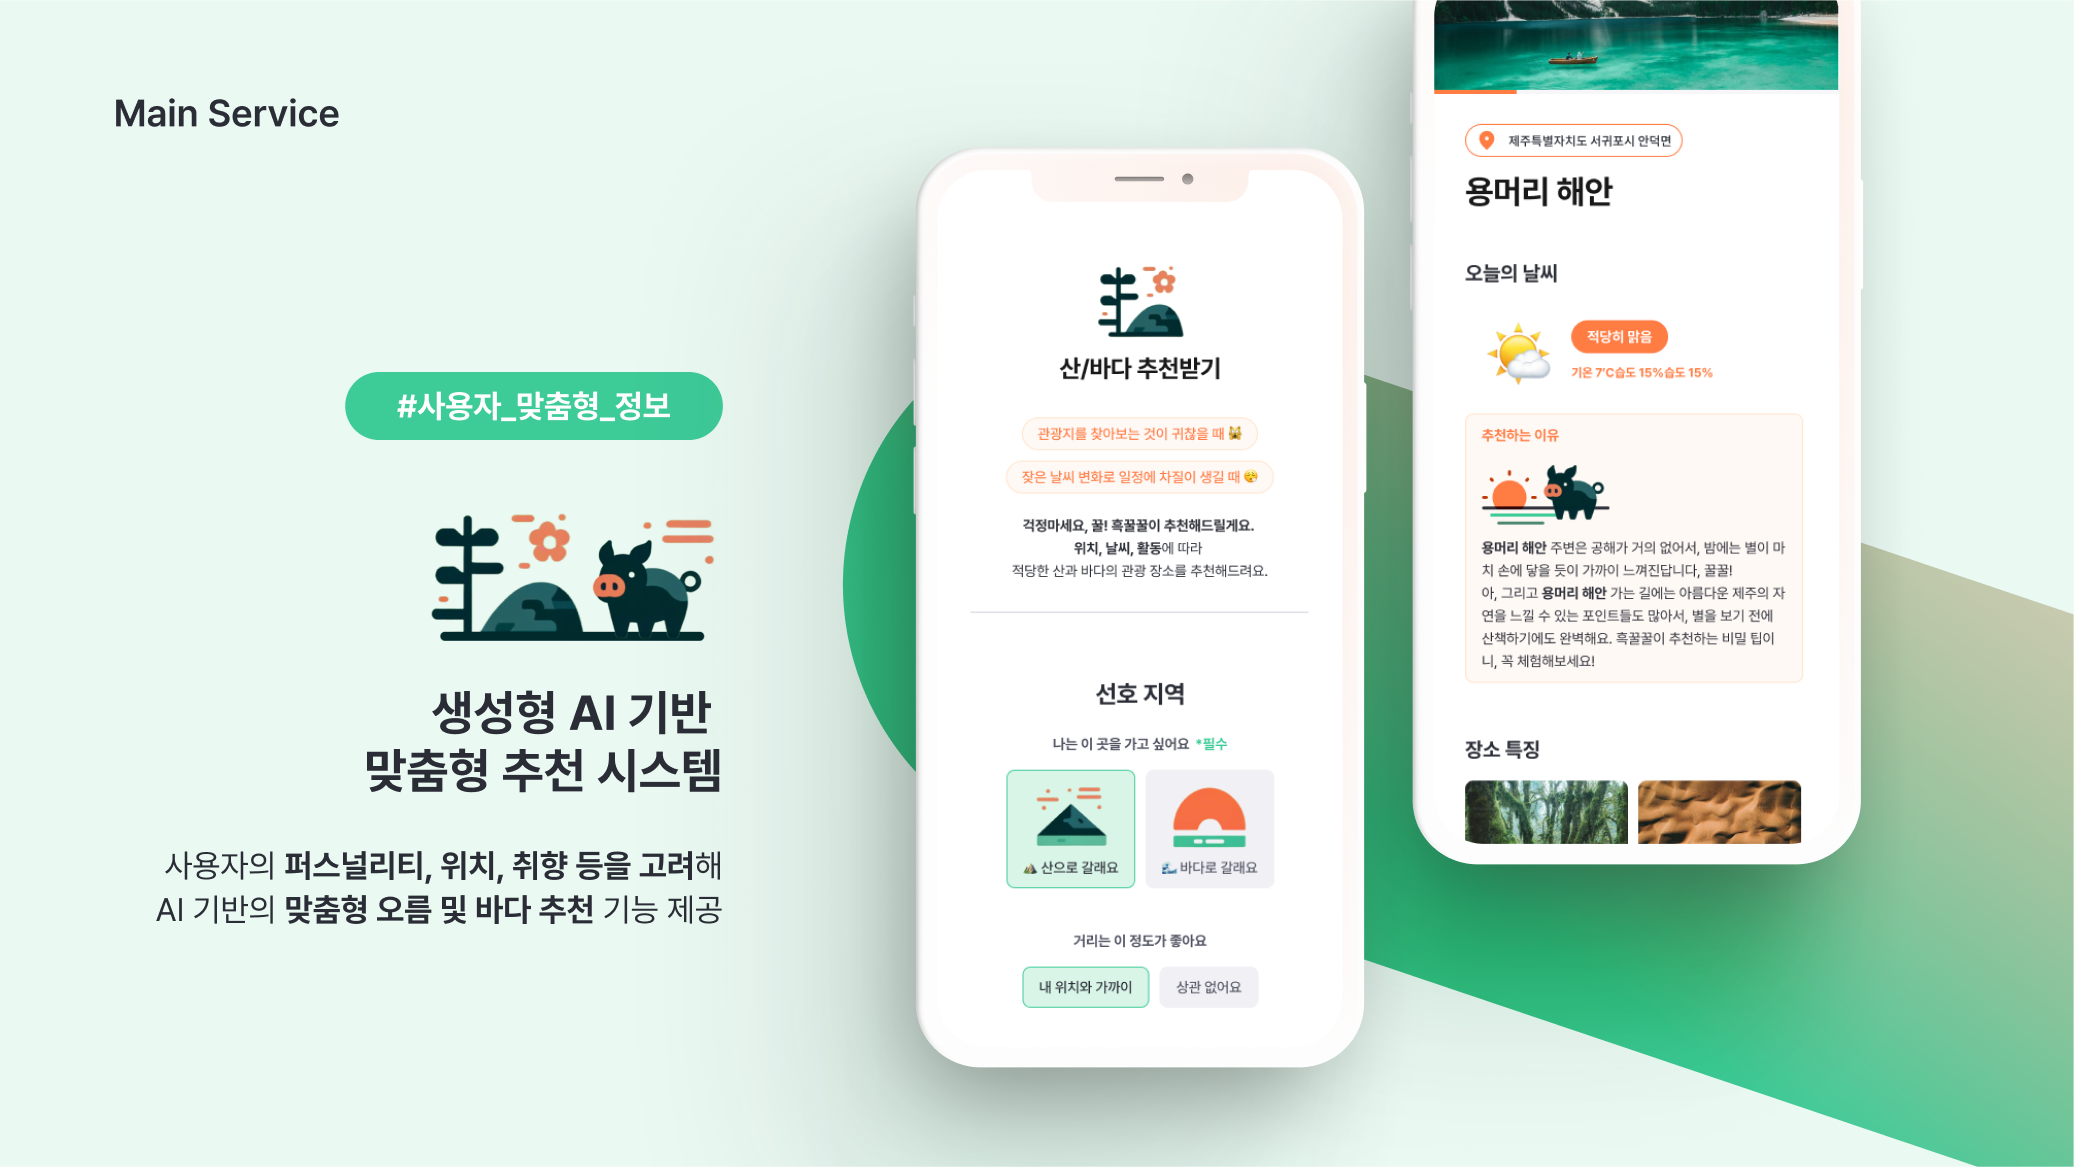 Main Service
#사용자_맞춤형_정보
생성형 AI 기반
맞춤형 추천 시스템
사용자의 퍼스널리티, 위치, 취향 등을 고려해
AI 기반의 맞춤형 오름 및 바다 추천 기능 제공
산/바다 추천받기
관광지를 찾아보는 것이 귀찮을 때 🙀
잦은 날씨 변화로 일정에 차질이 생길 때 😮‍💨
걱정마세요, 꿀! 흑꿀꿀이 추천해드릴게요.
위치, 날씨, 활동에 따라
적당한 산과 바다의 관광 장소를 추천해드려요.
선호 지역
나는 이 곳을 가고 싶어요 *필수
⛰️ 산으로 갈래요
🌊 바다로 갈래요
거리는 이 정도가 좋아요
내 위치와 가까이
상관 없어요
제주특별자치도 서귀포시 안덕면
용머리 해안
오늘의 날씨
적당히 맑음
기온 7°C습도 15%습도 15%
추천하는 이유
용머리 해안 주변은 공해가 거의 없어서, 밤에는 별이 마
치 손에 닿을 듯이 가까이 느껴진답니다, 꿀꿀!
아, 그리고 용머리 해안 가는 길에는 아름다운 제주의 자
연을 느낄 수 있는 포인트들도 많아서, 별을 보기 전에
산책하기에도 완벽해요. 흑꿀꿀이 추천하는 비밀 팁이
니, 꼭 체험해보세요!
장소 특징